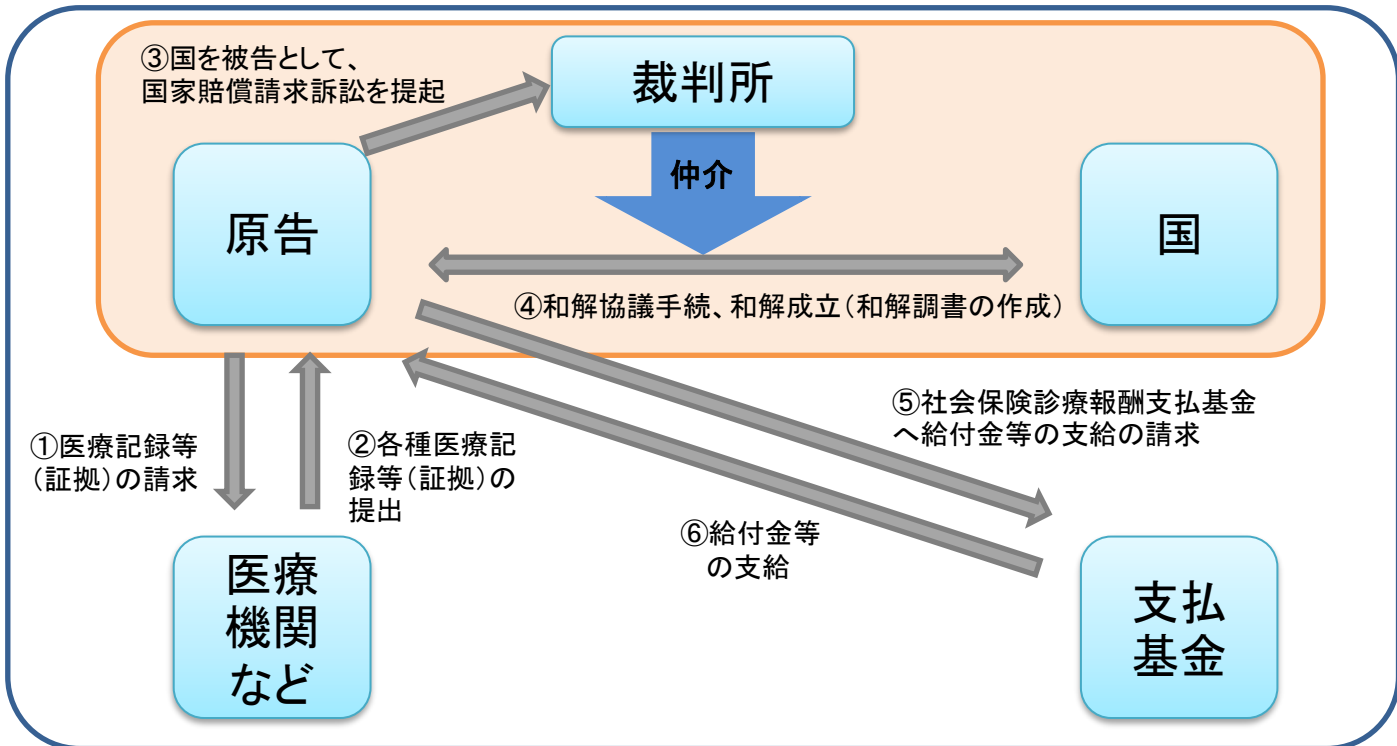 ③国を被告として、
国家賠償請求訴訟を提起
裁判所
仲介
原告
国
④和解協議手続、和解成立(和解調書の作成)
①医療記録等
(証拠)の請求
②各種医療記
録等(証拠)の
提出
⑤社会保険診療報酬支払基金
へ給付金等の支給の請求
⑥給付金等
の支給
医療
機関
など
支払
基金